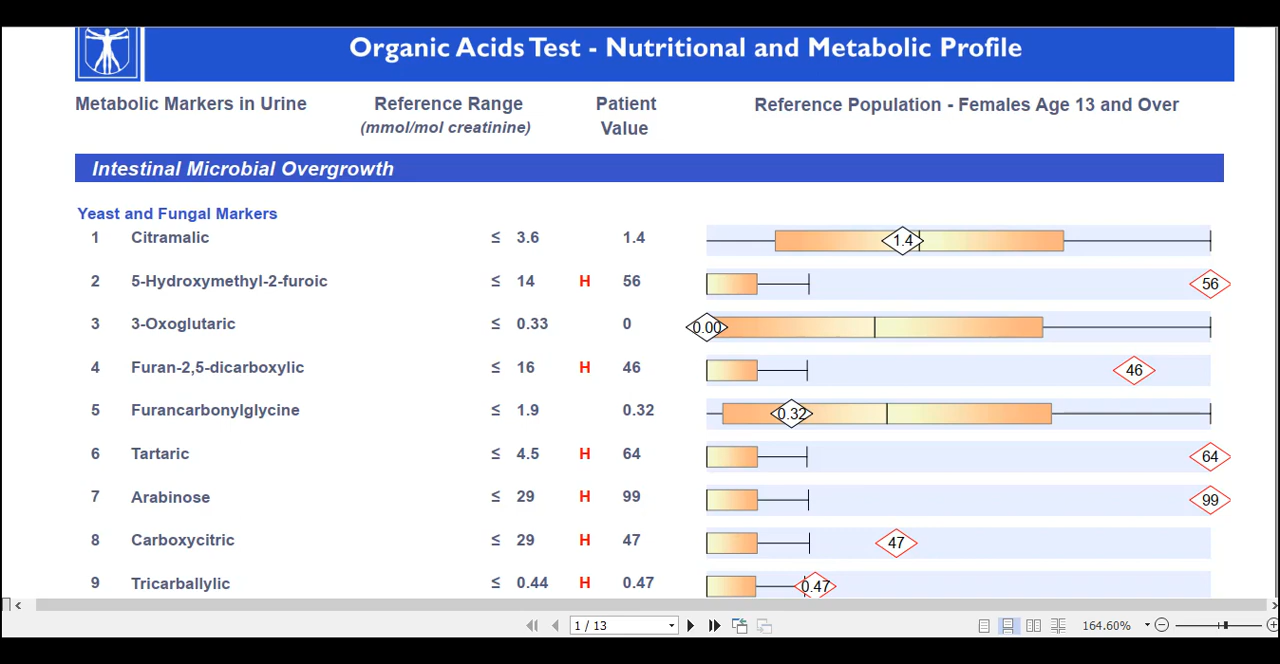 Organic Acids Test - Nutritional and Metabolic Profile
Metabolic Markers in Urine Reference Range Patient Reference Population - Females Age 13 and Over
(mmol/mol creatinine) Value
Intestinal Microbial Overgrowth
Yeast and Fungal Markers
1 Citramalic ≤ 3.6 1.4 1.4
2 5-Hydroxymethyl-2-furoic ≤ 14 H 56 56
3 3-Oxoglutaric ≤ 0.33 0 0.00
4 Furan-2,5-dicarboxylic ≤ 16 H 46 46
5 Furancarbonylglycine ≤ 1.9 0.32 0.32
6 Tartaric ≤ 4.5 H 64 64
7 Arabinose ≤ 29 H 99 99
8 Carboxycitric ≤ 29 H 47 47
9 Tricarballylic ≤ 0.44 H 0.47 0.47
1 / 13 164.60%